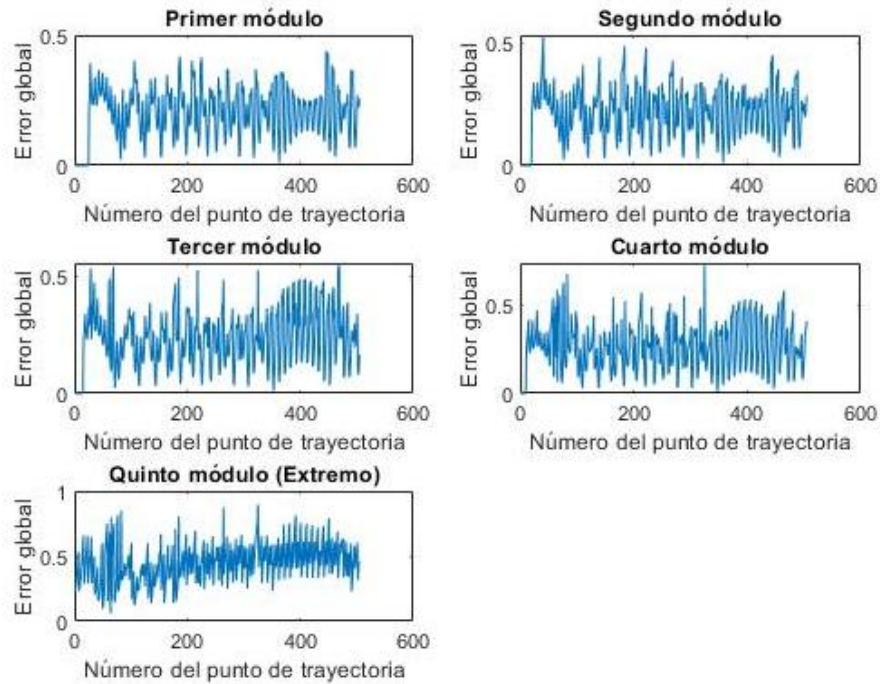 Primer módulo
0.5
0
Error global
0 200 400 600
Número del punto de trayectoria
Segundo módulo
0.5
0
Error global
0 200 400 600
Número del punto de trayectoria
Tercer módulo
0.5
0
Error global
0 200 400 600
Número del punto de trayectoria
Cuarto módulo
0.5
0
Error global
0 200 400 600
Número del punto de trayectoria
Quinto módulo (Extremo)
1
0.5
0
Error global
0 200 400 600
Número del punto de trayectoria